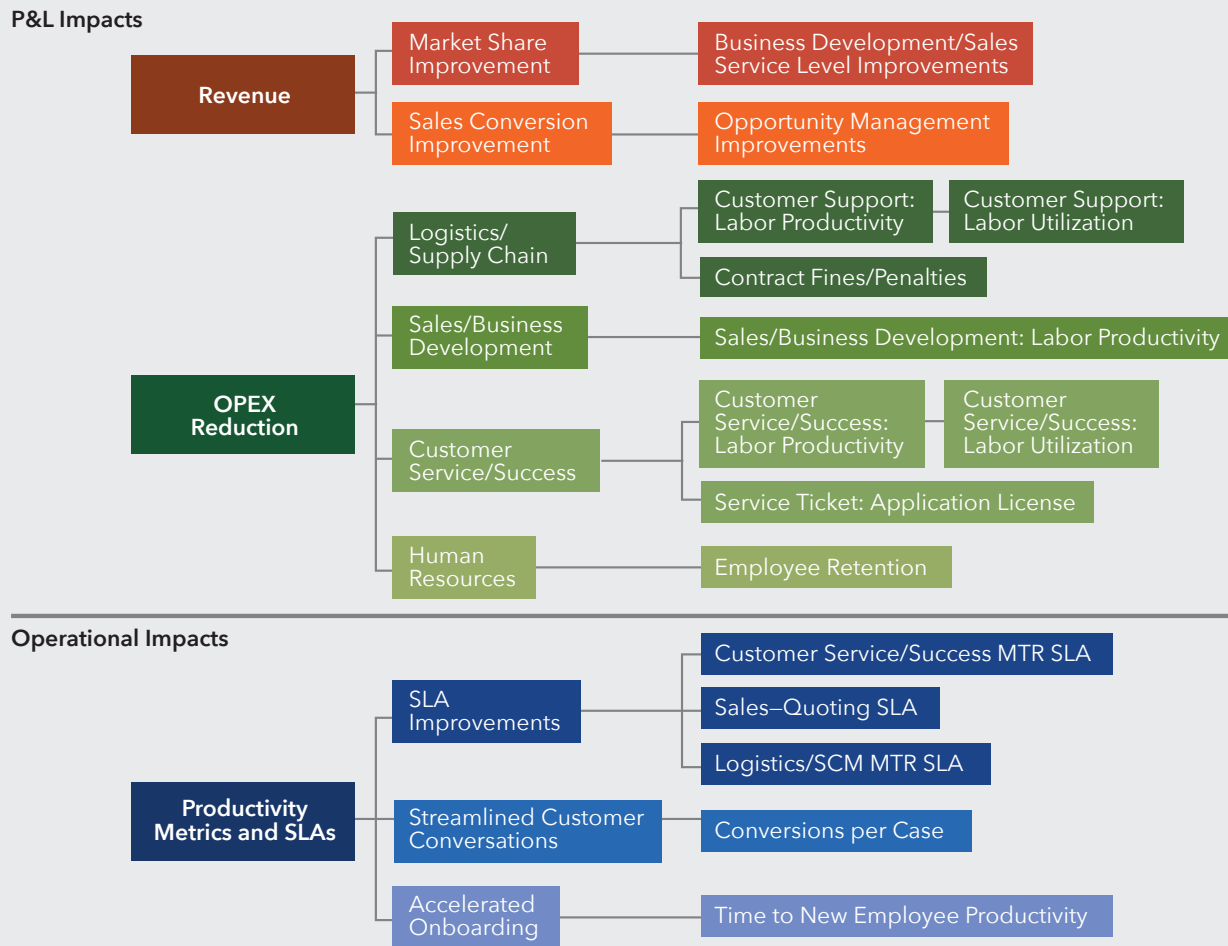 P&L Impacts
Revenue
Market Share
Improvement
Business Development/Sales
Service Level Improvements
Sales Conversion
Improvement
Opportunity Management
Improvements
OPEX
Reduction
Logistics/
Supply Chain
Customer Support:
Labor Productivity
Customer Support:
Labor Utilization
Contract Fines/Penalties
Sales/Business
Development
Sales/Business Development: Labor Productivity
Customer
Service/Success
Customer
Service/Success:
Labor Productivity
Customer
Service/Success:
Labor Utilization
Service Ticket: Application License
Human
Resources
Employee Retention
Operational Impacts
Productivity
Metrics and SLAs
SLA
Improvements
Customer Service/Success MTR SLA
Sales–Quoting SLA
Logistics/SCM MTR SLA
Streamlined Customer
Conversations
Conversions per Case
Accelerated
Onboarding
Time to New Employee Productivity